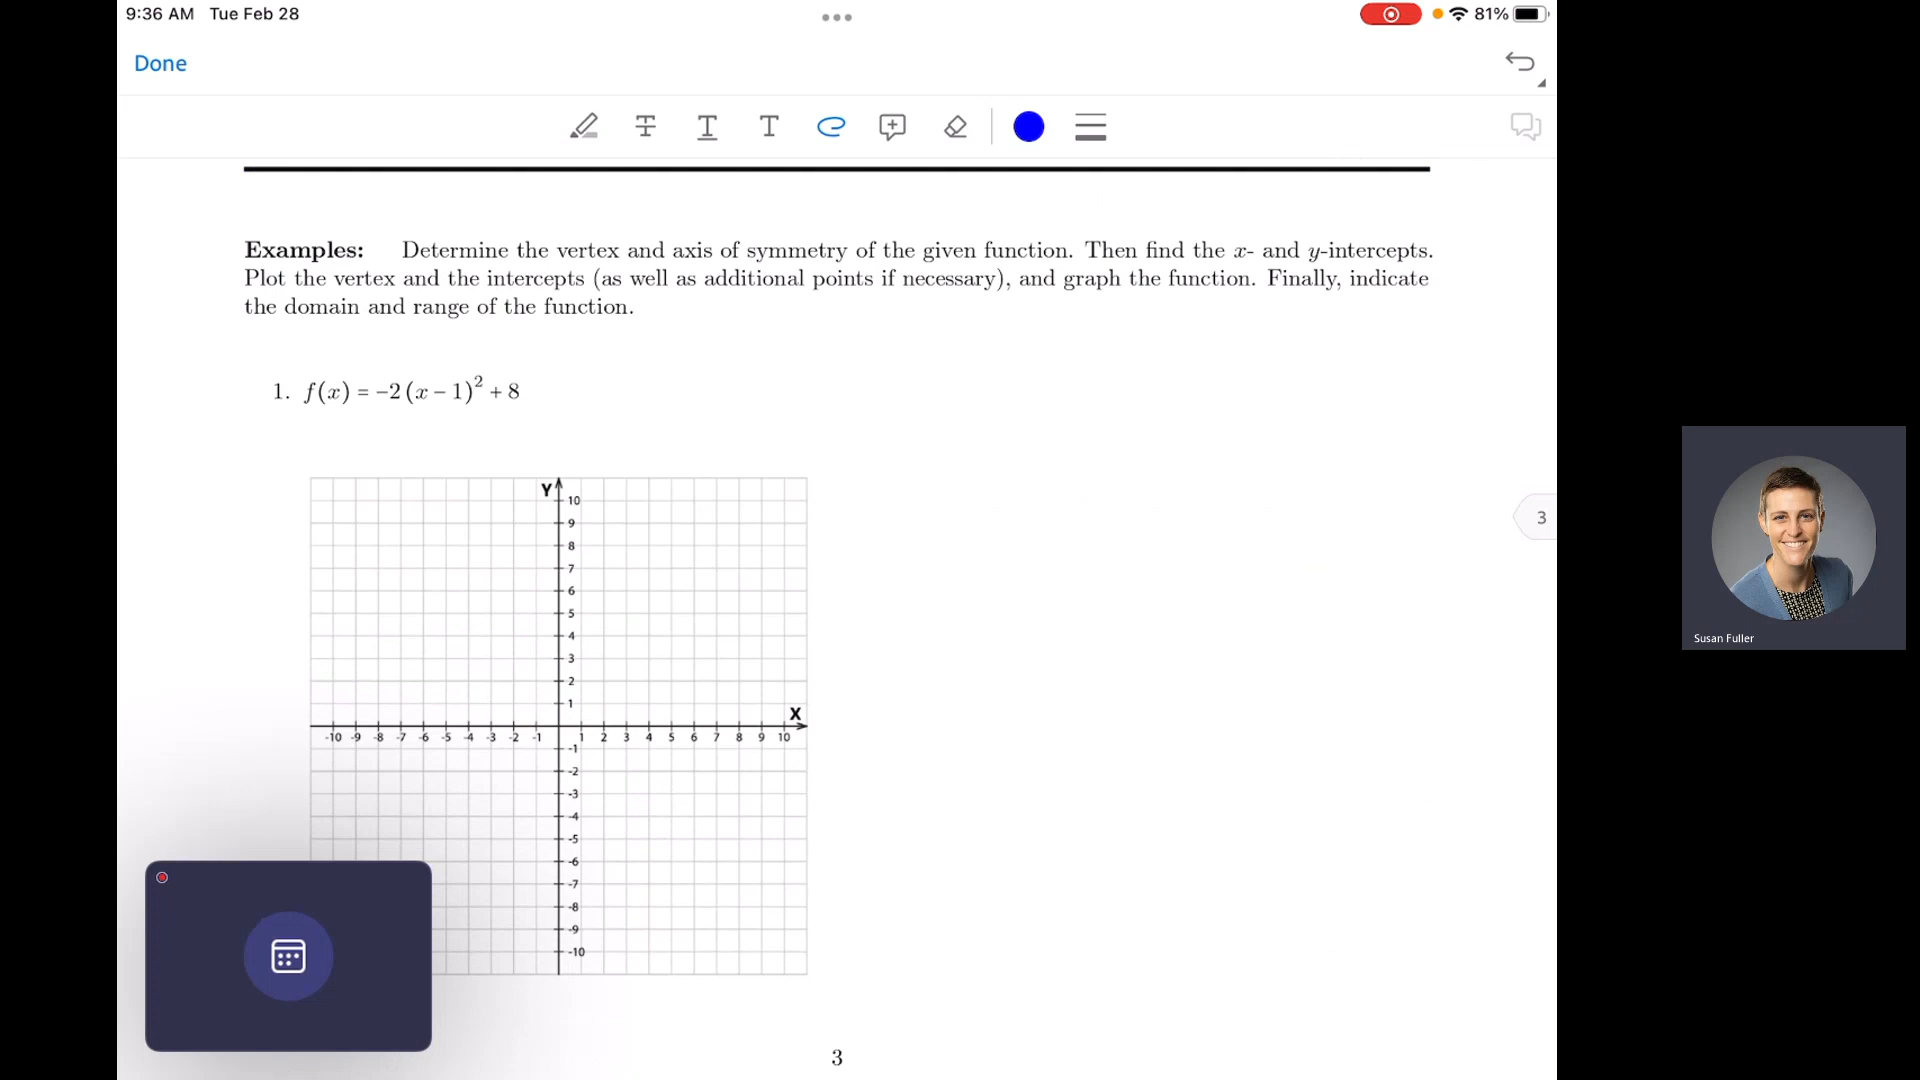 9:36 AM Tue Feb 28
81%
Done
T T T
Examples: Determine the vertex and axis of symmetry of the given function. Then find the x- and y-intercepts.
Plot the vertex and the intercepts (as well as additional points if necessary), and graph the function. Finally, indicate
the domain and range of the function.
1. f(x) = −2(x − 1)² + 8
Y
10
9
8
7
6
5
4
3
2
1
X
-10 -9 -8 -7 -6 -5 -4 -3 -2 -1 1 2 3 4 5 6 7 8 9 10
-1
-2
-3
-4
-5
-6
-7
-8
-9
-10
3
Susan Fuller
3